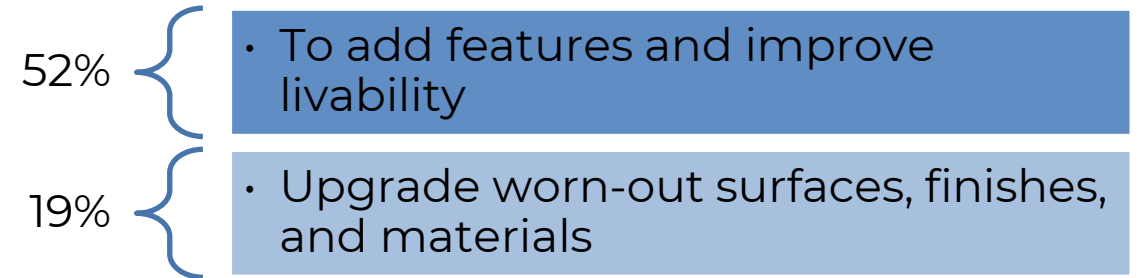 52%
• To add features and improve
livability
19%
• Upgrade worn-out surfaces, finishes,
and materials